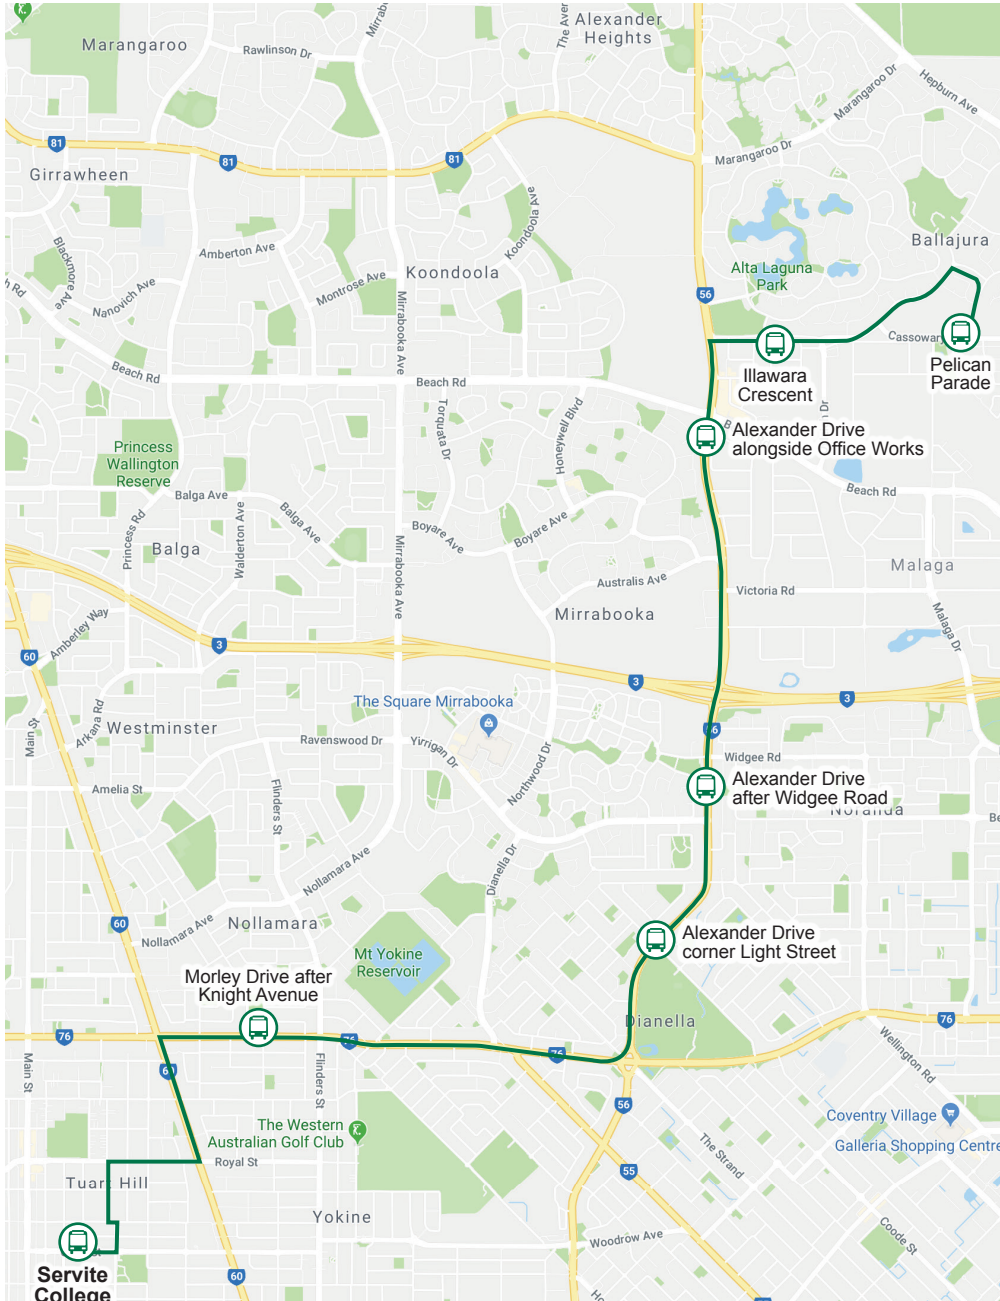 Marangaroo
Rawlinson Dr
Alexander
Heights
Hepburn Ave
Marangaroo Dr
Marangaroo Dr
81
81
81
Girrawheen
Blackmore Ave
Amberton Ave
Koondoola Ave
Koondoola
Montrose Ave
Nanovich Ave
Mirrabooka Ave
Ballajura
Alta Laguna
Park
56
Cassowary
Pelican
Parade
Illawara
Crescent
Beach Rd
Beach Rd
Torquata Dr
Honeywell Blvd
Alexander Drive
alongside Office Works
Princess
Wallington
Reserve
Balga Ave
Balga Ave
Princess Rd
Walderton Ave
Balga
Boyare Ave
Boyare Ave
Mirrabooka Ave
Beach Rd
Malaga
Australis Ave
Victoria Rd
Mirrabooka
Malaga Dr
Amberley Way
60
3
3
3
The Square Mirrabooka
Main St
Arkana Rd
Westminster
Ravenswood Dr
Yirrigan Dr
Northwood Dr
Widgee Rd
Alexander Drive
after Widgee Road
Noranda
Amelia St
Flinders St
Nollamara Ave
Dianella Dr
60
Nollamara Ave
Nollamara
Mt Yokine
Reservoir
Alexander Drive
corner Light Street
Morley Drive after
Knight Avenue
Dianella
76
76
76
76
Main St
Flinders St
Wellington Rd
56
The Western
Australian Golf Club
Coventry Village
Galleria Shopping Centre
Royal St
The Strand
55
Tuart Hill
Yokine
Woodrow Ave
Coode St
60
Servite
College